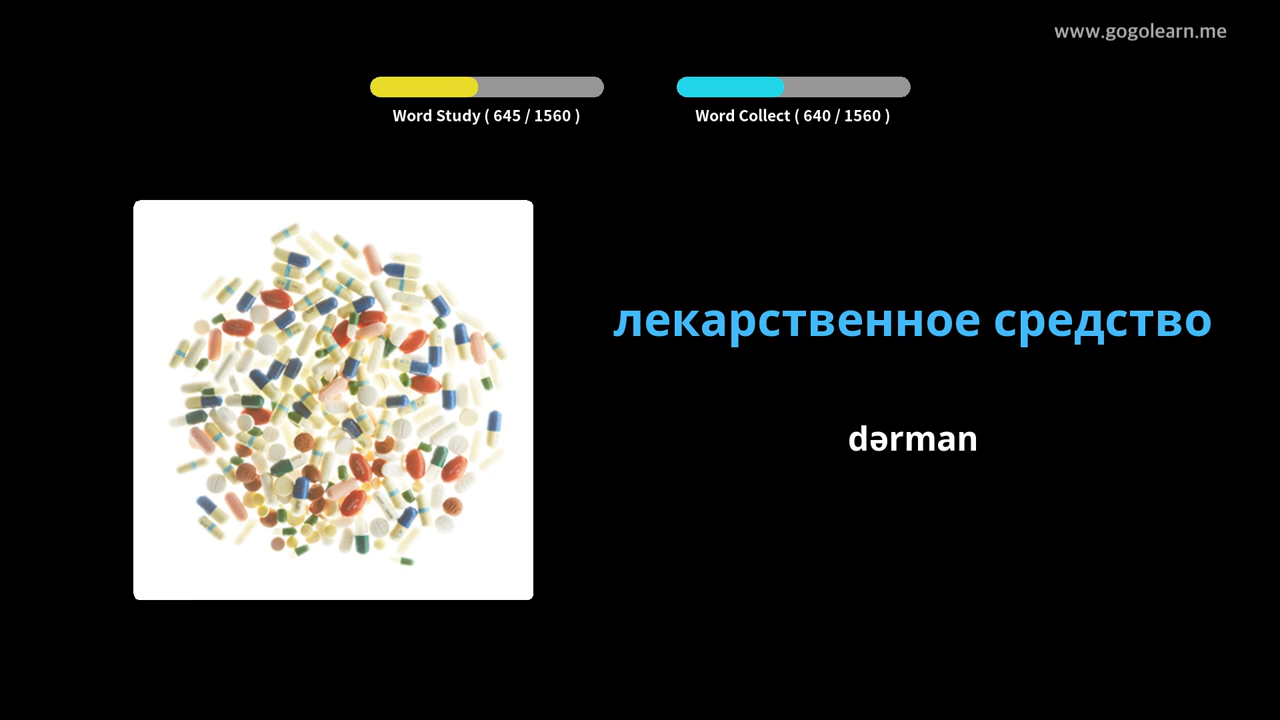 www.gogolearn.me
Word Study ( 645 / 1560 )
Word Collect ( 640 / 1560 )
лекарственное средство
dərman